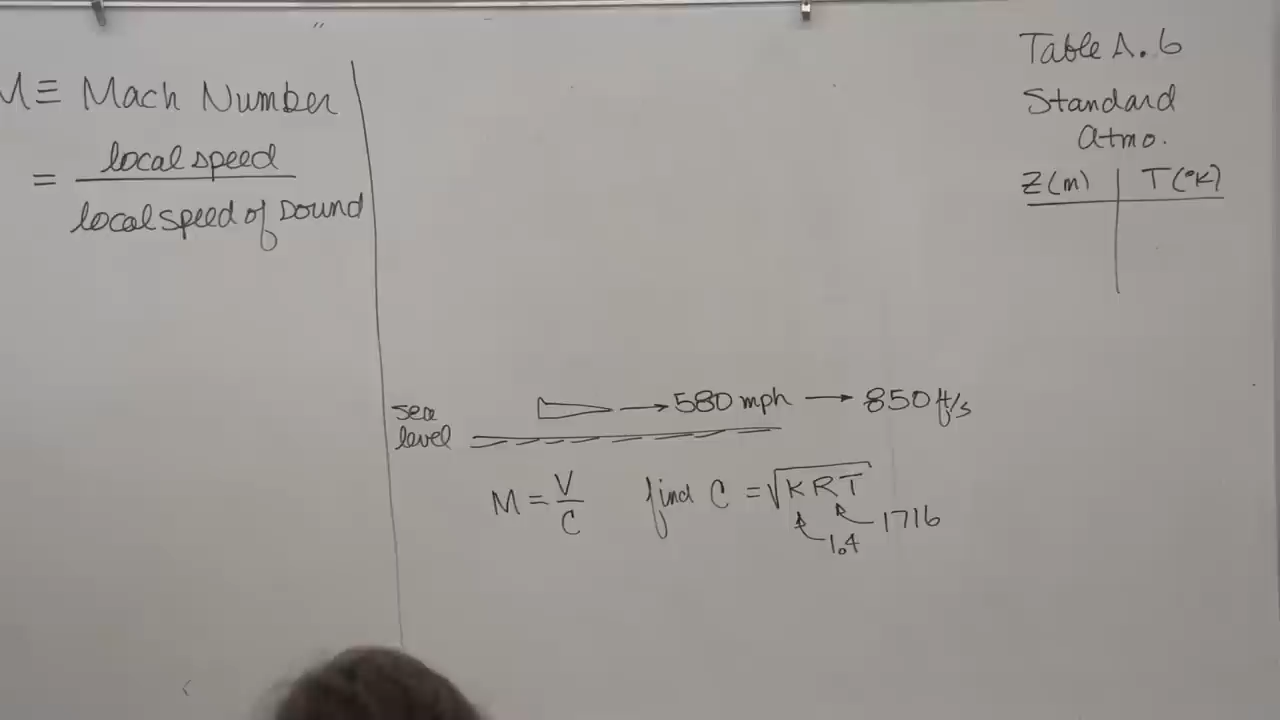 M ≡ Mach Number
= local speed
local speed of sound
Table A.6
Standard
Atmo.
Z(m) T(°K)
sea
level
580 mph → 850 ft/s
M = V/C find C = √KRT
1716
1.4